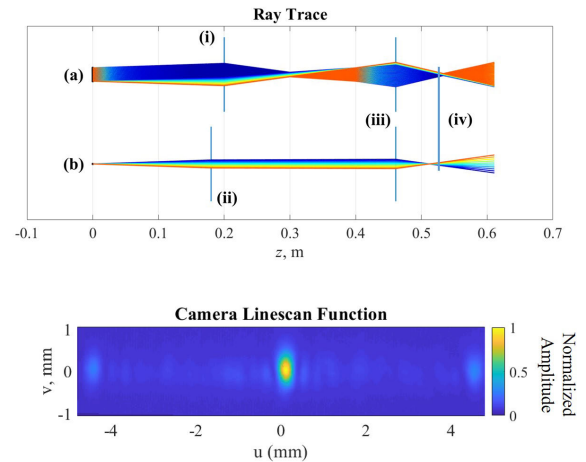 Ray Trace
(i)
(a)
(iii)
(iv)
(b)
(ii)
-0.1 0 0.1 0.2 0.3 0.4 0.5 0.6 0.7
z, m
Camera Linescan Function
1
0
-1
v, mm
-4 -2 0 2 4
u (mm)
1
0.5
0
Normalized
Amplitude